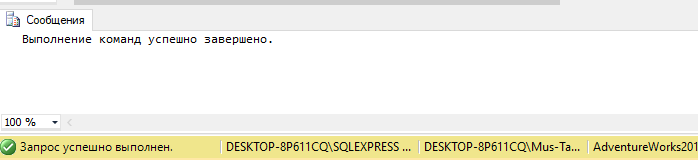 Сообщения
Выполнение команд успешно завершено.
100 %
Запрос успешно выполнен. DESKTOP-8P611CQ\SQLEXPRESS ... DESKTOP-8P611CQ\Mus-Ta... AdventureWorks201